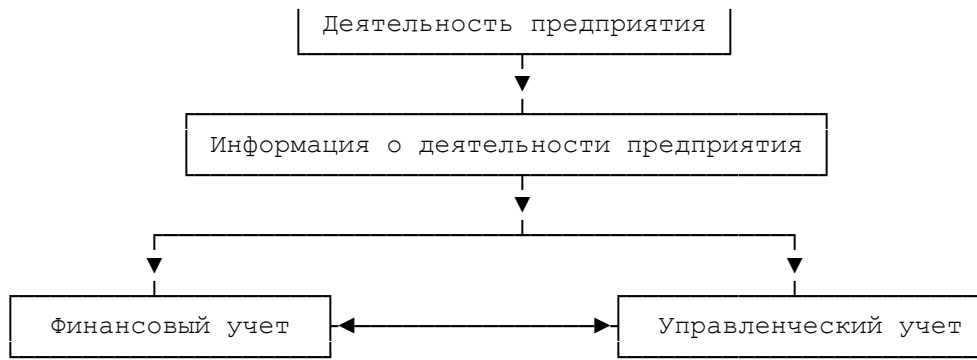 Деятельность предприятия
Информация о деятельности предприятия
Финансовый учет
Управленческий учет